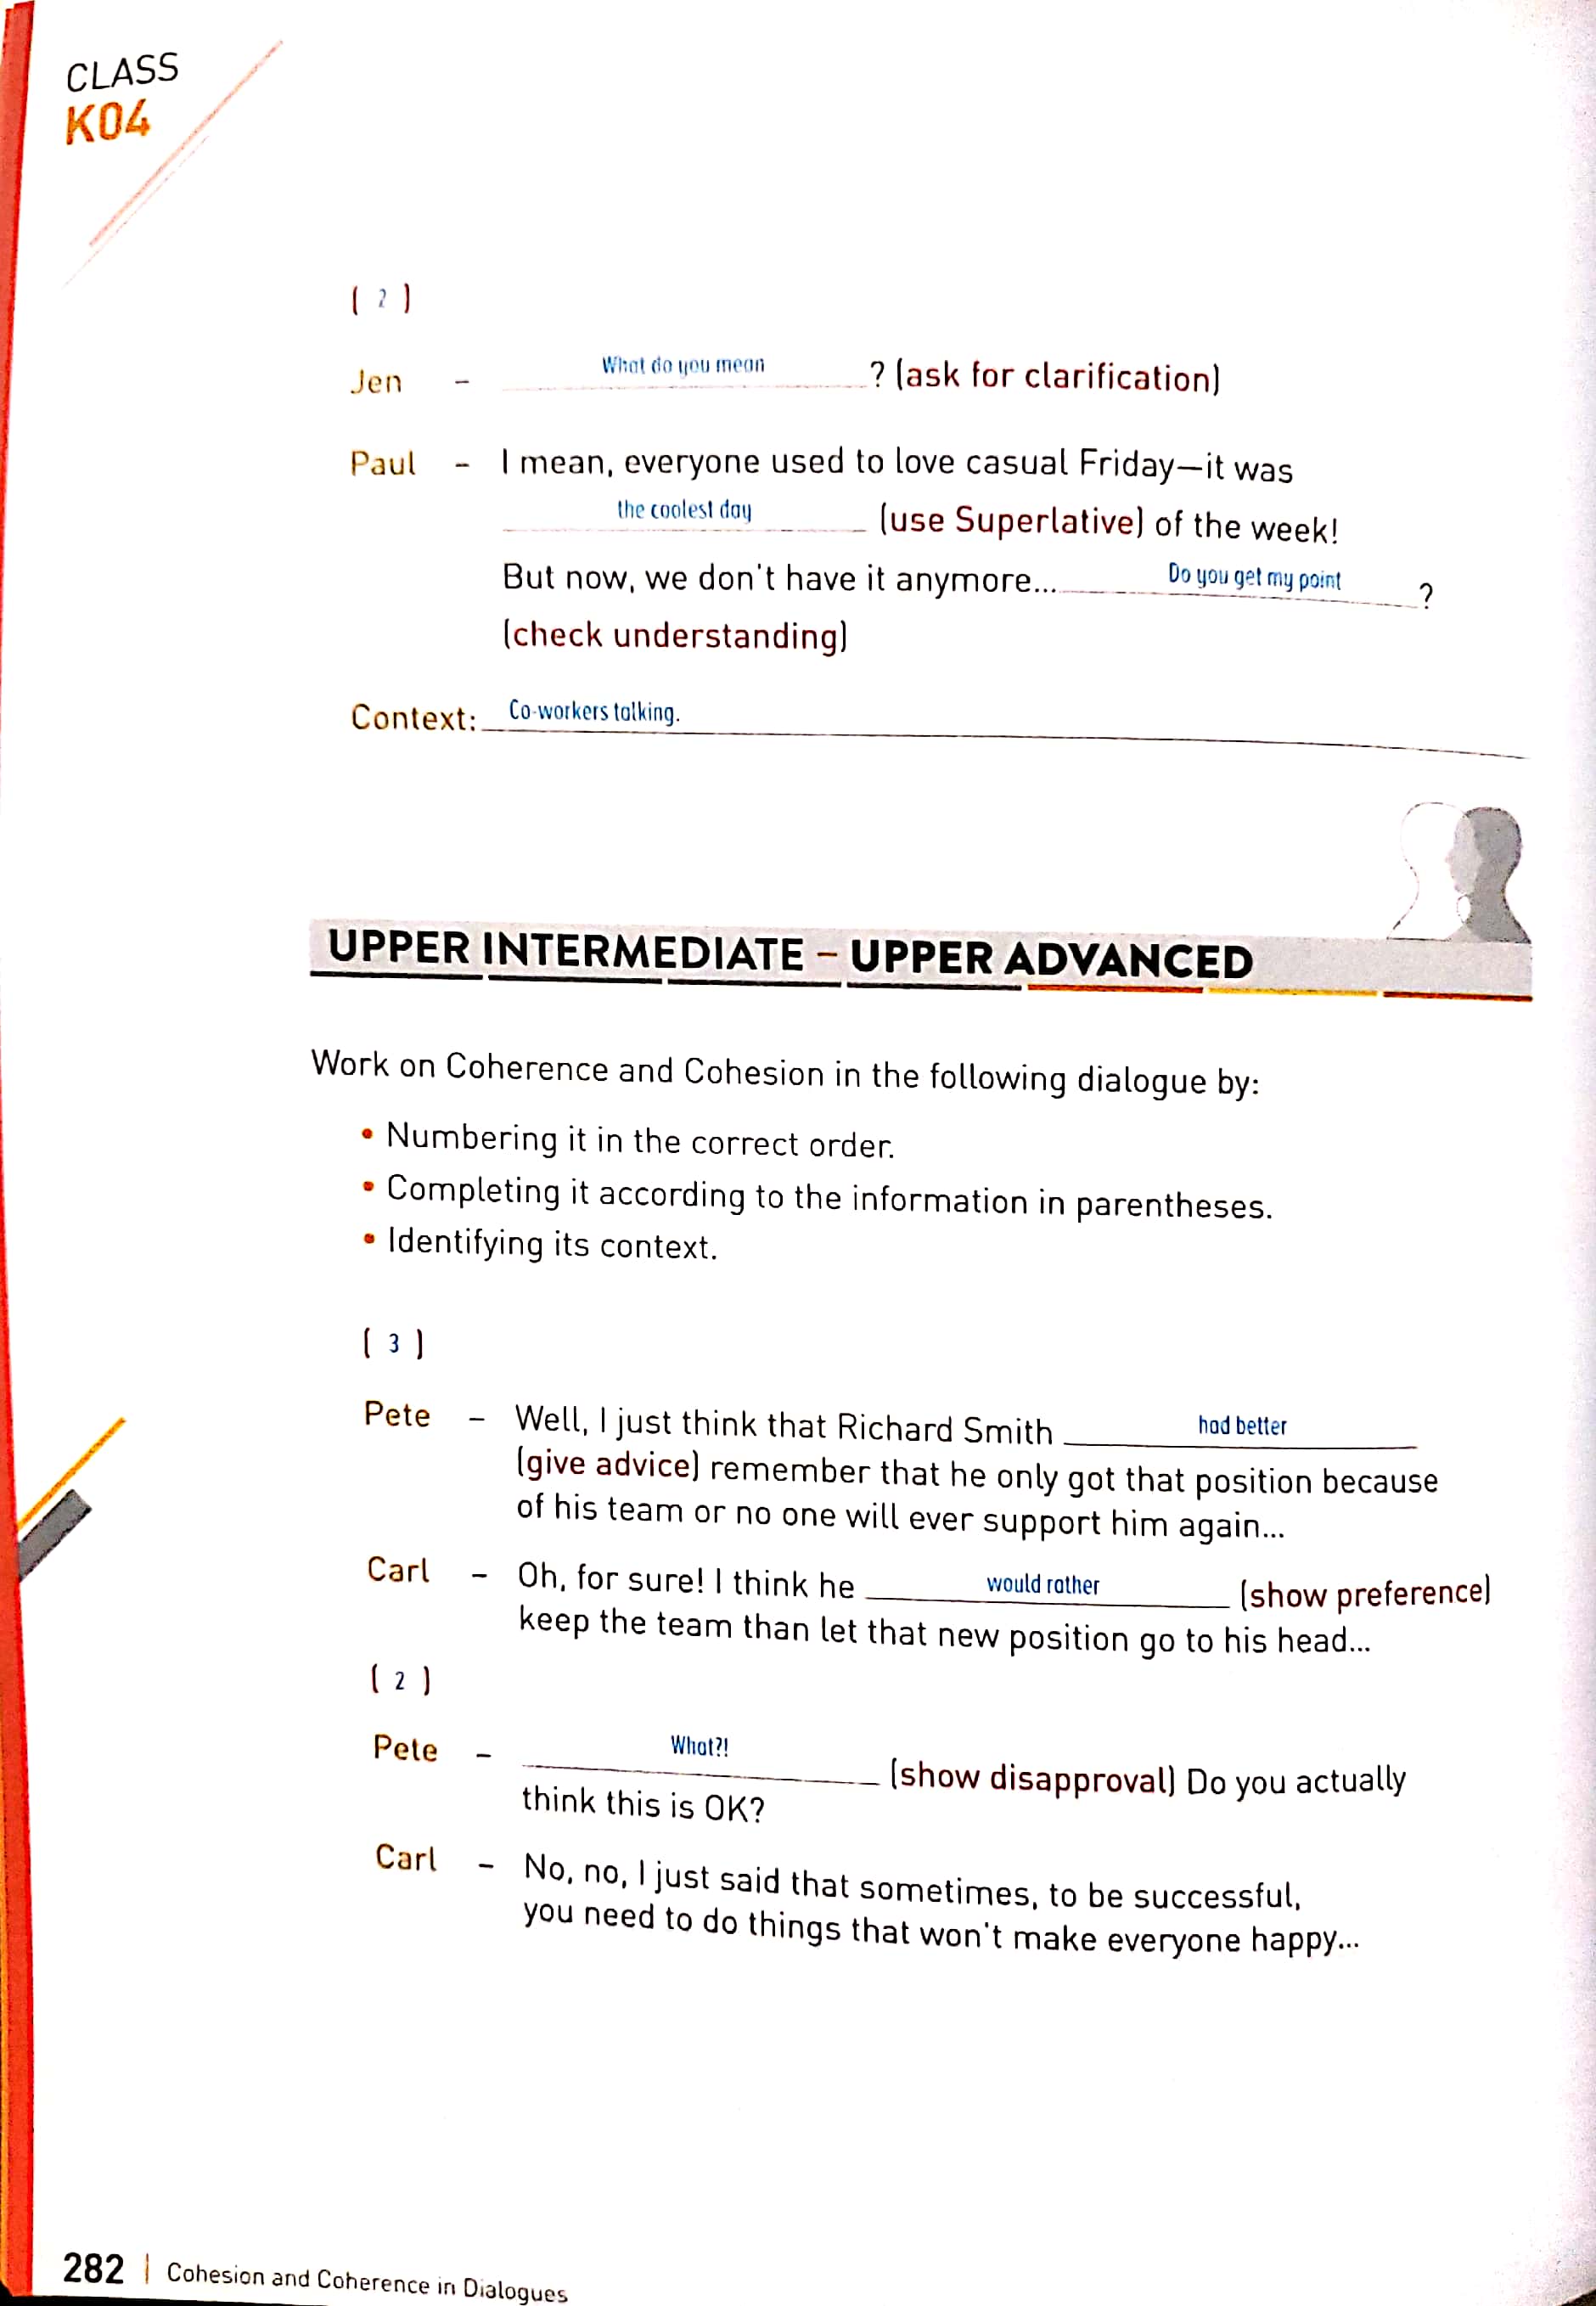 CLASS
K04
( 2 )
Jen - What do you mean ? (ask for clarification)
Paul - I mean, everyone used to love casual Friday—it was
the coolest day (use Superlative) of the week!
But now, we don't have it anymore... Do you get my point ?
(check understanding)
Context: Co-workers talking.
UPPER INTERMEDIATE - UPPER ADVANCED
Work on Coherence and Cohesion in the following dialogue by:
• Numbering it in the correct order.
• Completing it according to the information in parentheses.
• Identifying its context.
( 3 )
Pete - Well, I just think that Richard Smith had better
(give advice) remember that he only got that position because
of his team or no one will ever support him again...
Carl - Oh, for sure! I think he would rather (show preference)
keep the team than let that new position go to his head...
( 2 )
Pete - What?! (show disapproval) Do you actually
think this is OK?
Carl - No, no, I just said that sometimes, to be successful,
you need to do things that won't make everyone happy...
282 | Cohesion and Coherence in Dialogues